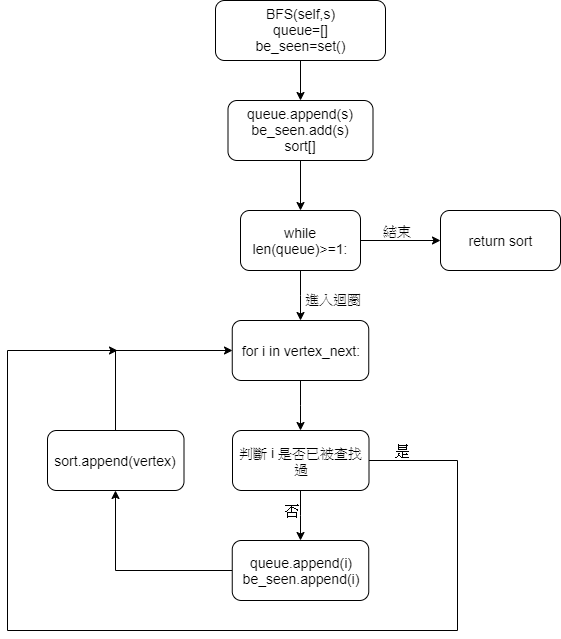 BFS(self,s)
queue=[]
be_seen=set()
queue.append(s)
be_seen.add(s)
sort[]
while
len(queue)>=1:
結束
return sort
進入迴圈
for i in vertex_next:
判斷 i 是否已被查找
過
是
否
queue.append(i)
be_seen.append(i)
sort.append(vertex)